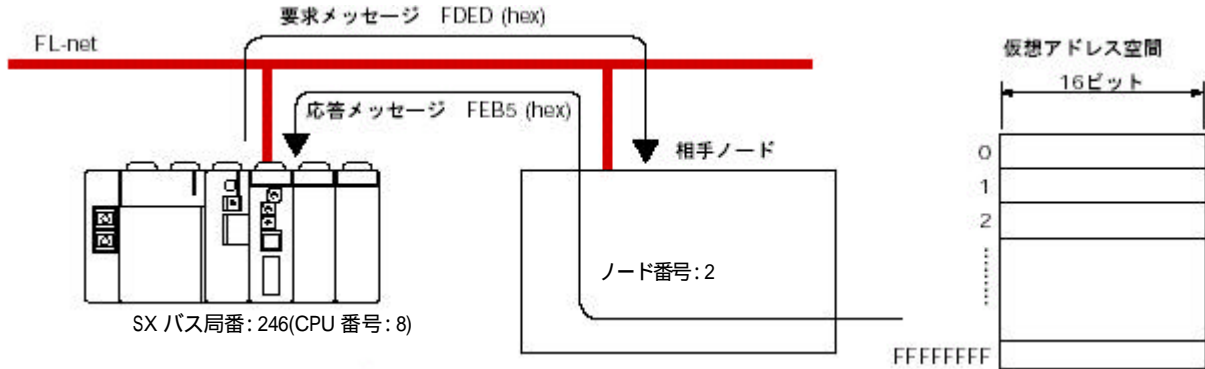 要求メッセージ FDED (hex)
FL-net
仮想アドレス空間
16ビット
応答メッセージ FEB5 (hex)
相手ノード
0
1
2
ノード番号:2
SX バス局番:246(CPU 番号:8)
FFFFFFFF